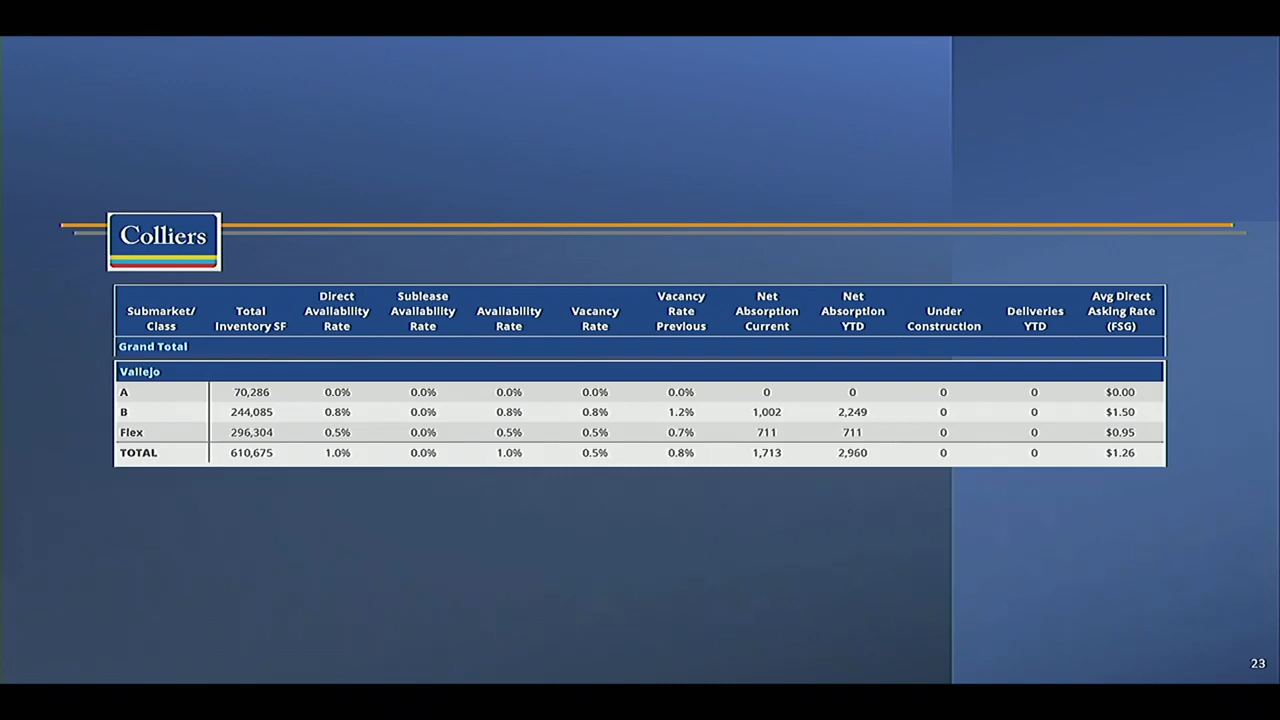 Colliers
Submarket/ Class Total Inventory SF Direct Availability Rate Sublease Availability Rate Availability Rate Vacancy Rate Vacancy Rate Previous Net Absorption Current Net Absorption YTD Under Construction Deliveries YTD Avg Direct Asking Rate (FSG)
Grand Total
Vallejo
A 70,286 0.0% 0.0% 0.0% 0.0% 0.0% 0 0 0 0 $0.00
B 244,085 0.8% 0.0% 0.8% 0.8% 1.2% 1,002 2,249 0 0 $1.50
Flex 296,304 0.5% 0.0% 0.5% 0.5% 0.7% 711 711 0 0 $0.95
TOTAL 610,675 1.0% 0.0% 1.0% 0.5% 0.8% 1,713 2,960 0 0 $1.26
23